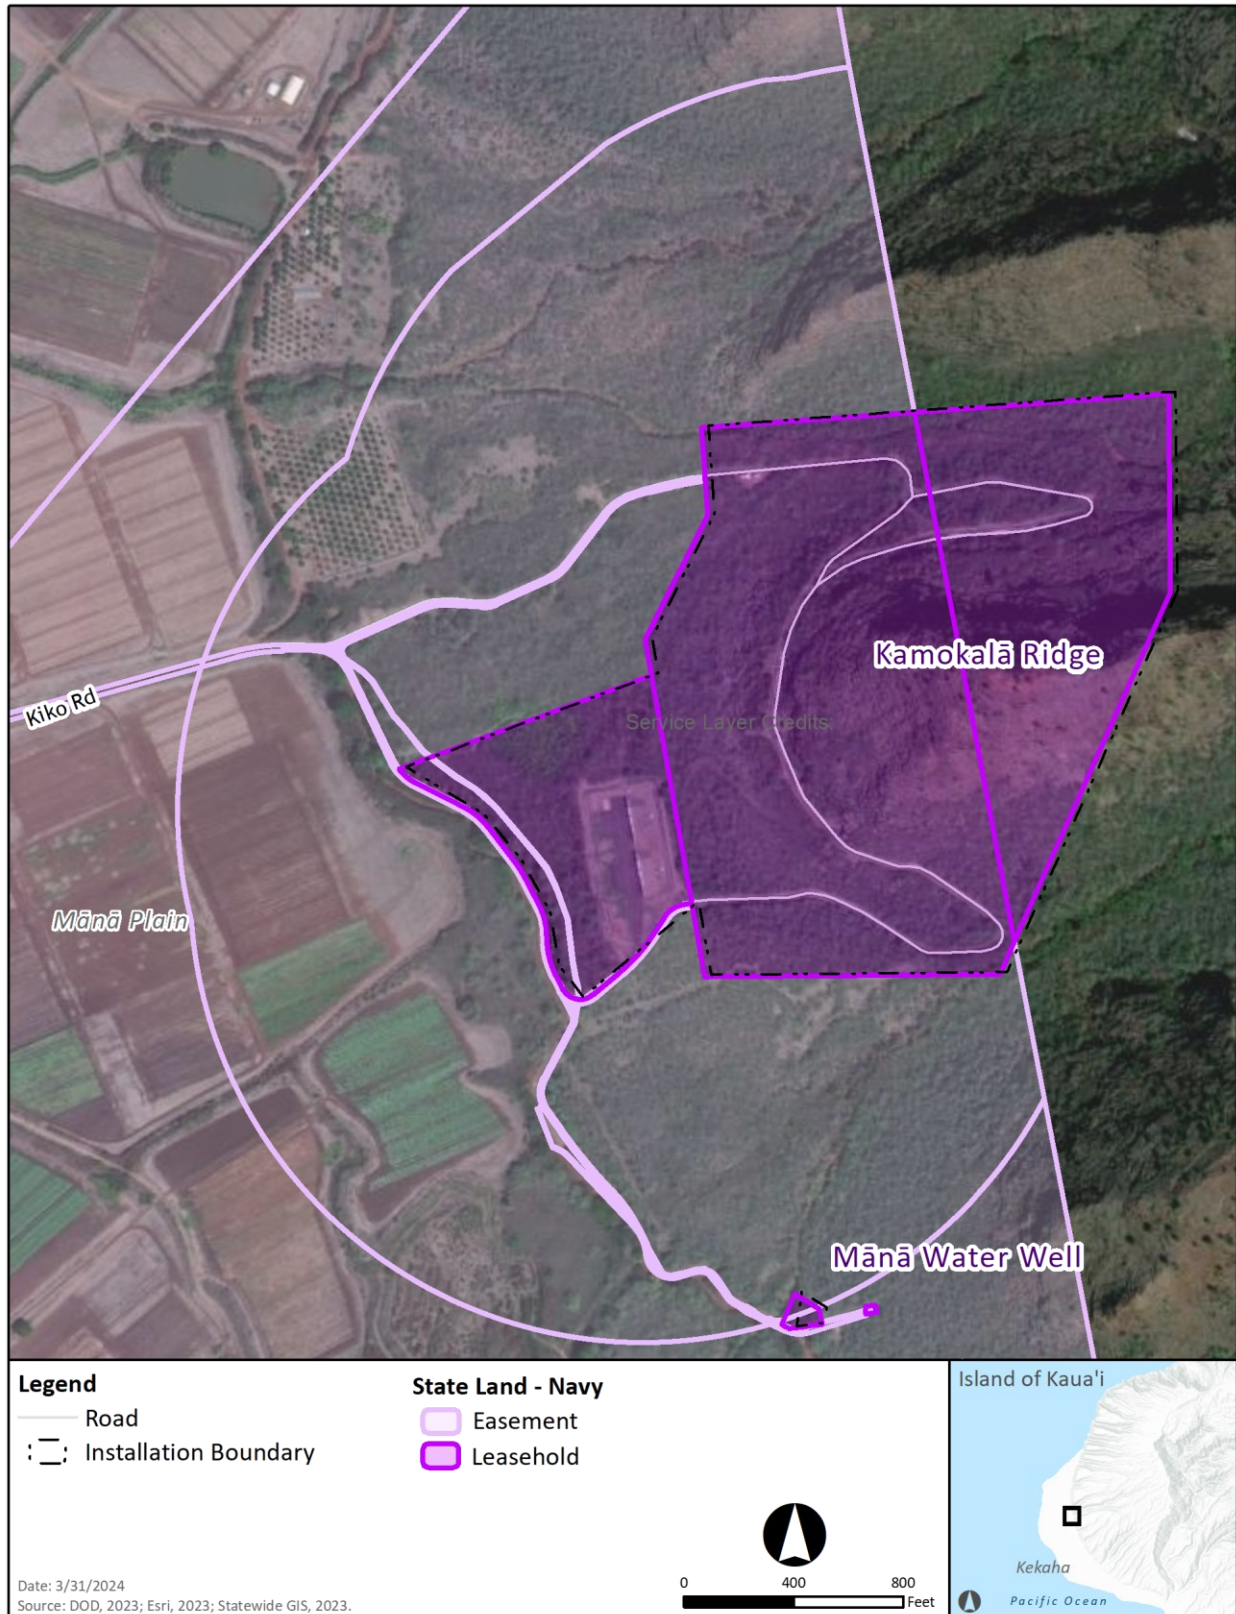 Kamokalā Ridge
Service Layer Credits:
Kiko Rd
Mānā Plain
Mānā Water Well
Legend
Road
Installation Boundary
State Land - Navy
Easement
Leasehold
Date: 3/31/2024
Source: DOD, 2023; Esri, 2023; Statewide GIS, 2023.
0 400 800
Feet
Island of Kaua'i
Kekaha
Pacific Ocean